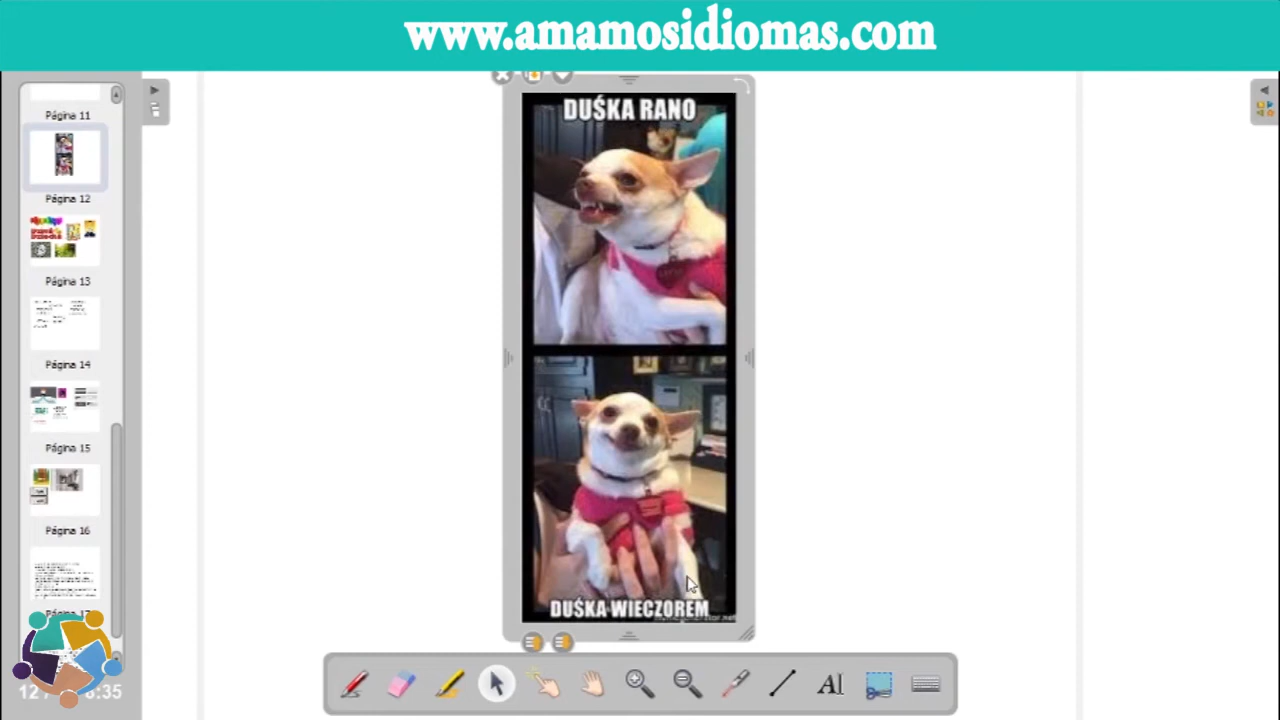 www.amamosidiomas.com
Página 11
Página 12
Página 13
Página 14
Página 15
Página 16
DUŚKA RANO
DUŚKA WIECZOREM
AI